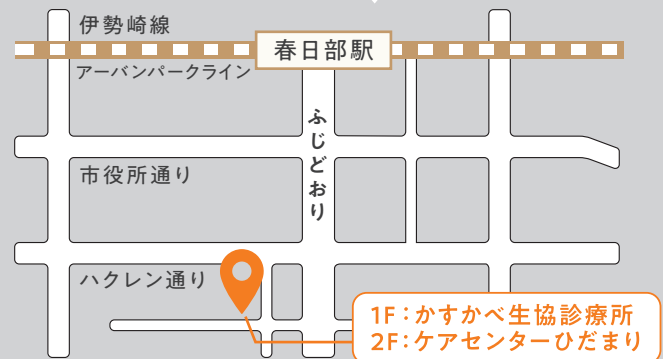 伊勢崎線
春日部駅
アーバンパークライン
ふじどおり
市役所通り
ハクレン通り
1F：かすかべ生協診療所
2F：ケアセンターひだまり